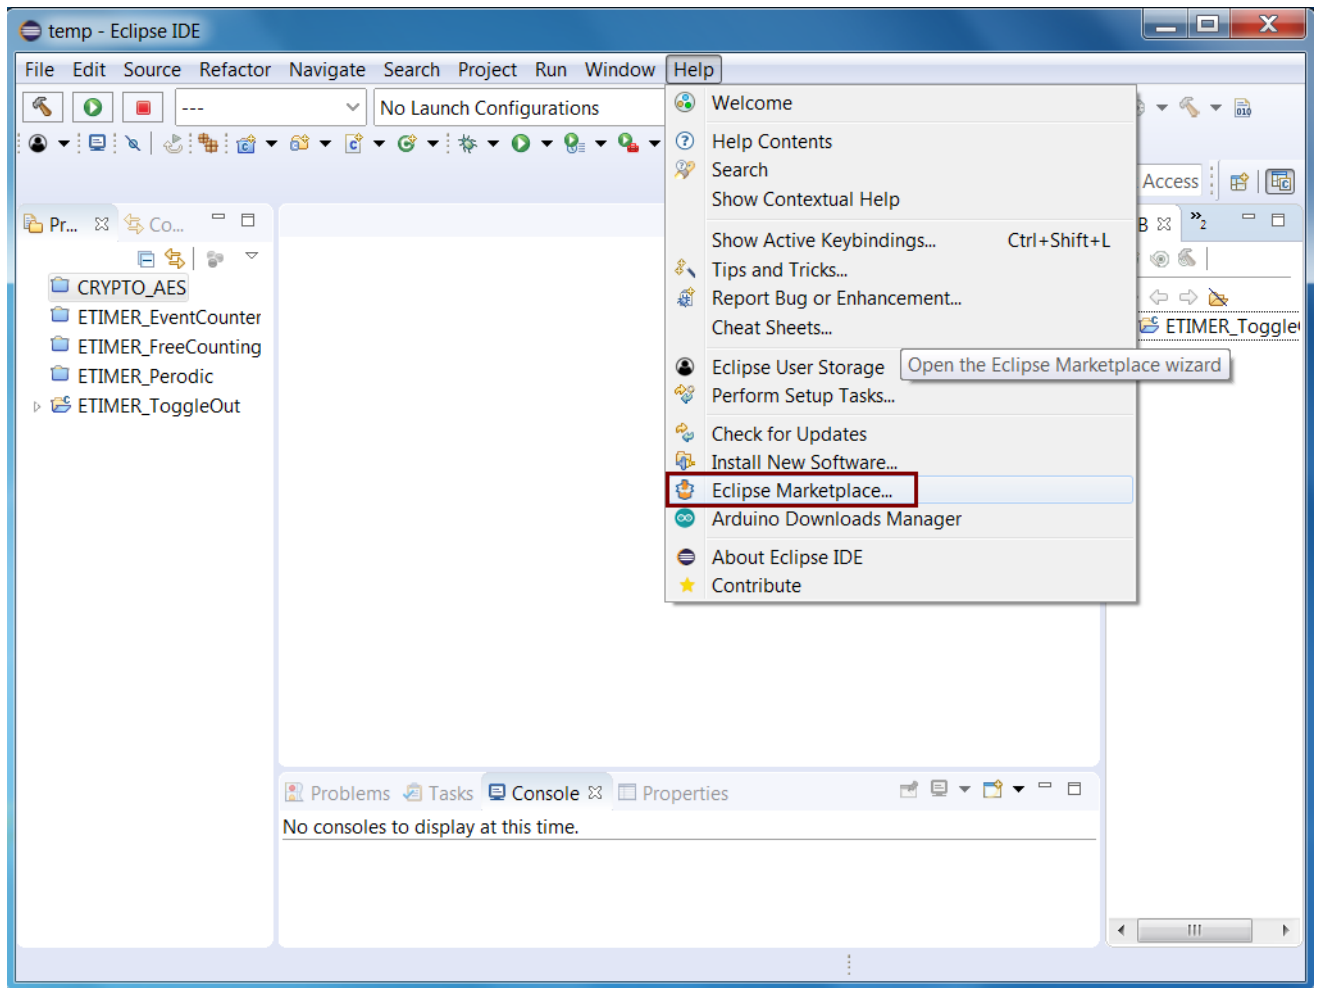 temp - Eclipse IDE
File Edit Source Refactor Navigate Search Project Run Window Help
--- No Launch Configurations
Welcome
Help Contents
Search
Show Contextual Help
Show Active Keybindings... Ctrl+Shift+L
Tips and Tricks...
Report Bug or Enhancement...
Cheat Sheets...
Eclipse User Storage
Open the Eclipse Marketplace wizard
Perform Setup Tasks...
Check for Updates
Install New Software...
Eclipse Marketplace...
Arduino Downloads Manager
About Eclipse IDE
Contribute
010
Access
Pr... Co...
B »2
CRYPTO_AES
ETIMER_EventCounter
ETIMER_FreeCounting
ETIMER_Perodic
ETIMER_ToggleOut
ETIMER_Toggle
Problems Tasks Console Properties
No consoles to display at this time.